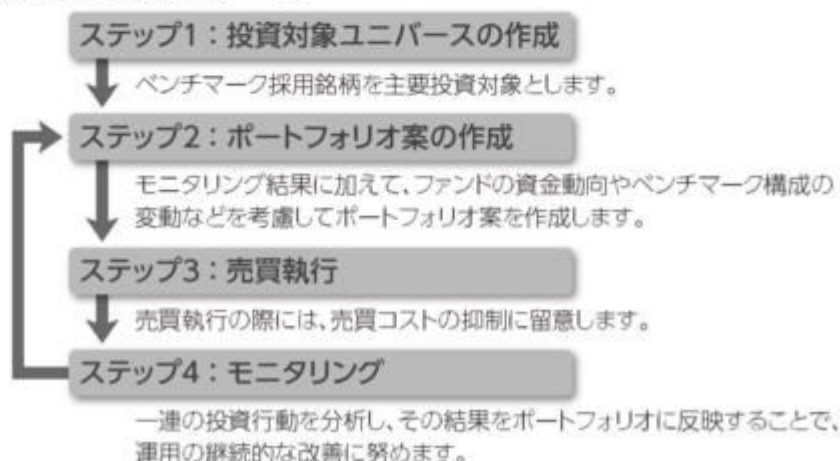 ステップ1：投資対象ユニバースの作成
ベンチマーク採用銘柄を主要投資対象とします。
ステップ2：ポートフォリオ案の作成
モニタリング結果に加えて、ファンドの資金動向やベンチマーク構成の
変動などを考慮してポートフォリオ案を作成します。
ステップ3：売買執行
売買執行の際には、売買コストの抑制に留意します。
ステップ4：モニタリング
一連の投資行動を分析し、その結果をポートフォリオに反映することで、
運用の継続的な改善に努めます。